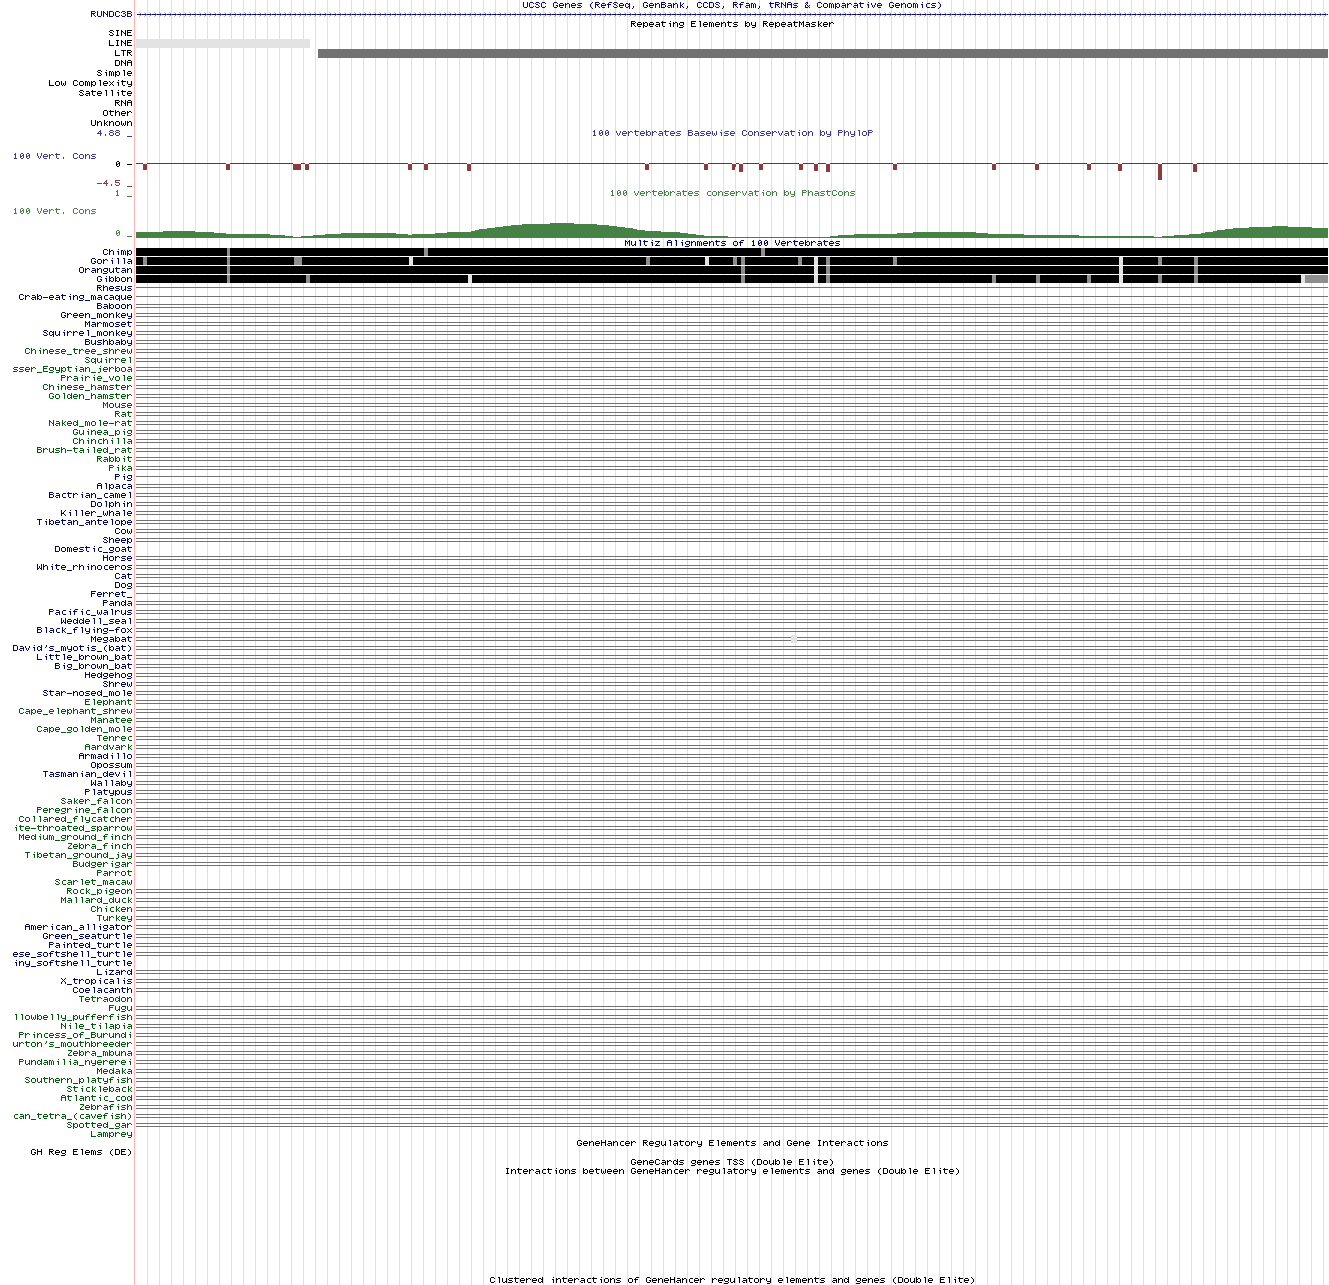 UCSC Genes (RefSeq, GenBank, CCDS, Rfam, tRNAs & Comparative Genomics)
RUNDC3B
Repeating Elements by RepeatMasker
SINE
LINE
LTR
DNA
Simple
Low Complexity
Satellite
RNA
Other
Unknown
4.88 _
100 vertebrates Basewise Conservation by PhyloP
100 Vert. Cons
0 -
-4.5 _
100 vertebrates conservation by PhastCons
1 _
100 Vert. Cons
0 _
Multiz Alignments of 100 Vertebrates
Chimp
Gorilla
Orangutan
Gibbon
Rhesus
Crab-eating_macaque
Baboon
Green_monkey
Marmoset
Squirrel_monkey
Bushbaby
Chinese_tree_shrew
Squirrel
sser_Egyptian_jerboa
Prairie_vole
Chinese_hamster
Golden_hamster
Mouse
Rat
Naked_mole-rat
Guinea_pig
Chinchilla
Brush-tailed_rat
Rabbit
Pika
Pig
Alpaca
Bactrian_camel
Dolphin
Killer_whale
Tibetan_antelope
Cow
Sheep
Domestic_goat
Horse
White_rhinoceros
Cat
Dog
Ferret_
Panda
Pacific_walrus
Weddell_seal
Black_flying-fox
Megabat
David's_myotis_(bat)
Little_brown_bat
Big_brown_bat
Hedgehog
Shrew
Star-nosed_mole
Elephant
Cape_elephant_shrew
Manatee
Cape_golden_mole
Tenrec
Aardvark
Armadillo
Opossum
Tasmanian_devil
Wallaby
Platypus
Saker_falcon
Peregrine_falcon
Collared_flycatcher
ite-throated_sparrow
Medium_ground_finch
Zebra_finch
Tibetan_ground_jay
Budgerigar
Parrot
Scarlet_macaw
Rock_pigeon
Mallard_duck
Chicken
Turkey
American_alligator
Green_seaturtle
Painted_turtle
ese_softshell_turtle
iny_softshell_turtle
Lizard
X_tropicalis
Coelacanth
Tetraodon
Fugu
llowbelly_pufferfish
Nile_tilapia
Princess_of_Burundi
urton's_mouthbreeder
Zebra_mbuna
Pundamilia_nyererei
Medaka
Southern_platyfish
Stickleback
Atlantic_cod
Zebrafish
can_tetra_(cavefish)
Spotted_gar
Lamprey
GeneHancer Regulatory Elements and Gene Interactions
GH Reg Elems (DE)
GeneCards genes TSS (Double Elite)
Interactions between GeneHancer regulatory elements and genes (Double Elite)
Clustered interactions of GeneHancer regulatory elements and genes (Double Elite)